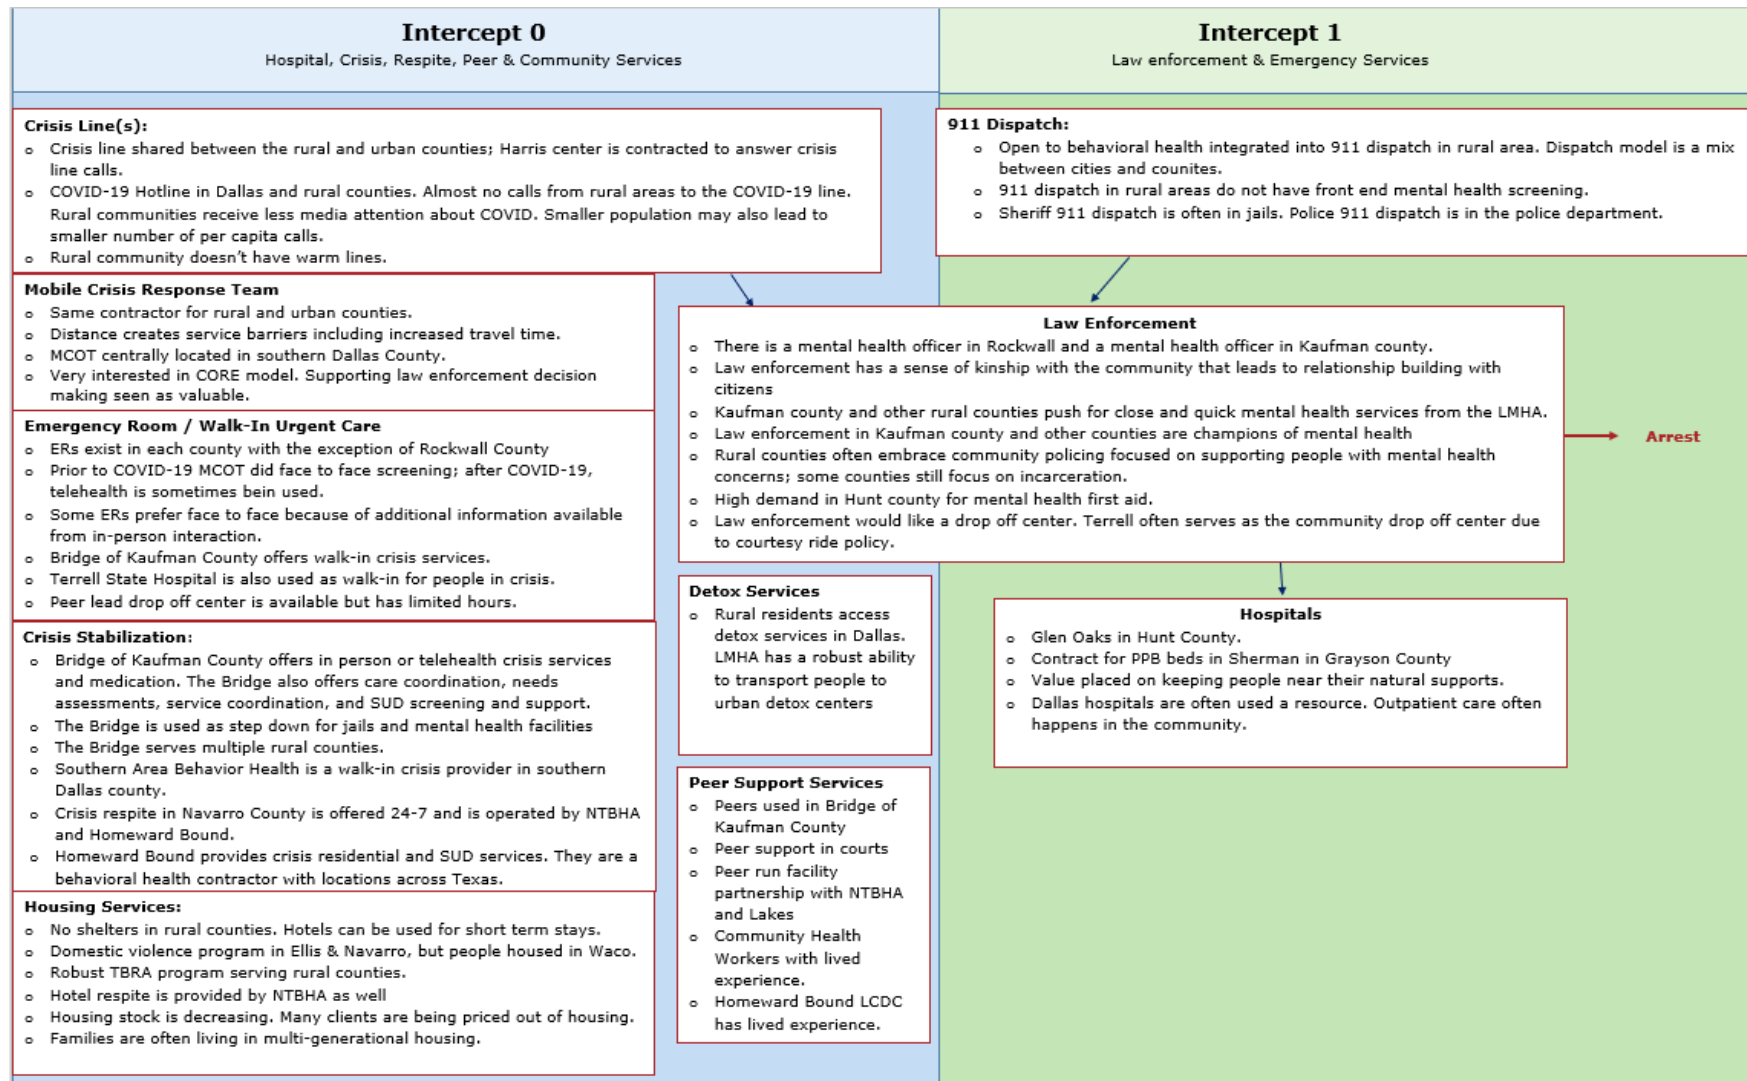 Intercept 0
Hospital, Crisis, Respite, Peer & Community Services
Intercept 1
Law enforcement & Emergency Services
Crisis Line(s):
o Crisis line shared between the rural and urban counties; Harris center is contracted to answer crisis
line calls.
o COVID-19 Hotline in Dallas and rural counties. Almost no calls from rural areas to the COVID-19 line.
Rural communities receive less media attention about COVID. Smaller population may also lead to
smaller number of per capita calls.
o Rural community doesn't have warm lines.
Mobile Crisis Response Team
o Same contractor for rural and urban counties.
o Distance creates service barriers including increased travel time.
o MCOT centrally located in southern Dallas County.
o Very interested in CORE model. Supporting law enforcement decision
making seen as valuable.
Emergency Room / Walk-In Urgent Care
o ERs exist in each county with the exception of Rockwall County
o Prior to COVID-19 MCOT did face to face screening; after COVID-19,
telehealth is sometimes bein used.
o Some ERs prefer face to face because of additional information available
from in-person interaction.
o Bridge of Kaufman County offers walk-in crisis services.
o Terrell State Hospital is also used as walk-in for people in crisis.
o Peer lead drop off center is available but has limited hours.
Crisis Stabilization:
o Bridge of Kaufman County offers in person or telehealth crisis services
and medication. The Bridge also offers care coordination, needs
assessments, service coordination, and SUD screening and support.
o The Bridge is used as step down for jails and mental health facilities
o The Bridge serves multiple rural counties.
o Southern Area Behavior Health is a walk-in crisis provider in southern
Dallas county.
o Crisis respite in Navarro County is offered 24-7 and is operated by NTBHA
and Homeward Bound.
o Homeward Bound provides crisis residential and SUD services. They are a
behavioral health contractor with locations across Texas.
Housing Services:
o No shelters in rural counties. Hotels can be used for short term stays.
o Domestic violence program in Ellis & Navarro, but people housed in Waco.
o Robust TBRA program serving rural counties.
o Hotel respite is provided by NTBHA as well
o Housing stock is decreasing. Many clients are being priced out of housing.
o Families are often living in multi-generational housing.
911 Dispatch:
o Open to behavioral health integrated into 911 dispatch in rural area. Dispatch model is a mix
between cities and counites.
o 911 dispatch in rural areas do not have front end mental health screening.
o Sheriff 911 dispatch is often in jails. Police 911 dispatch is in the police department.
Law Enforcement
o There is a mental health officer in Rockwall and a mental health officer in Kaufman county.
o Law enforcement has a sense of kinship with the community that leads to relationship building with
citizens
o Kaufman county and other rural counties push for close and quick mental health services from the LMHA.
o Law enforcement in Kaufman county and other counties are champions of mental health
o Rural counties often embrace community policing focused on supporting people with mental health
concerns; some counties still focus on incarceration.
o High demand in Hunt county for mental health first aid.
o Law enforcement would like a drop off center. Terrell often serves as the community drop off center due
to courtesy ride policy.
Arrest
Detox Services
o Rural residents access
detox services in Dallas.
LMHA has a robust ability
to transport people to
urban detox centers
Peer Support Services
o Peers used in Bridge of
Kaufman County
o Peer support in courts
o Peer run facility
partnership with NTBHA
and Lakes
o Community Health
Workers with lived
experience.
o Homeward Bound LCDC
has lived experience.
Hospitals
o Glen Oaks in Hunt County.
o Contract for PPB beds in Sherman in Grayson County
o Value placed on keeping people near their natural supports.
o Dallas hospitals are often used a resource. Outpatient care often
happens in the community.